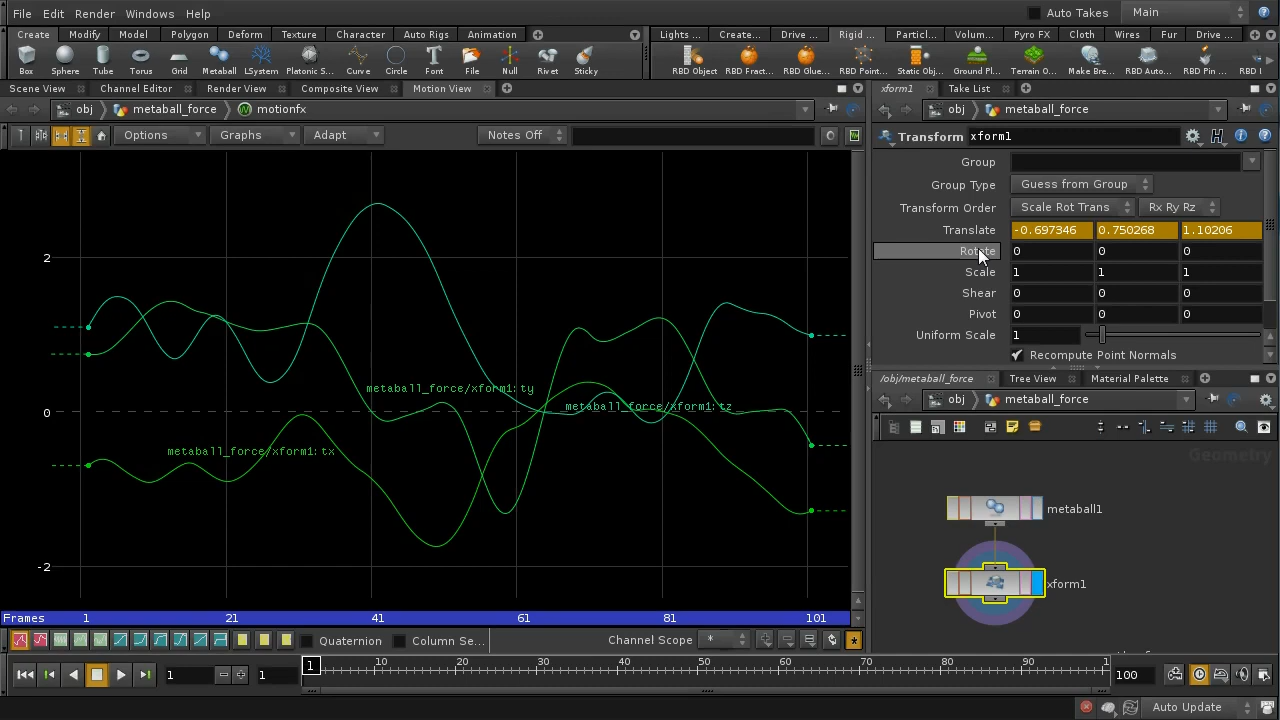 File Edit Render Windows Help Auto Takes Main
Create Modify Model Polygon Deform Texture Character Auto Rigs Animation
Lights ... Create... Drive ... Rigid ... Particl... Volum... Pyro FX Cloth Wires Fur Drive ...
Box Sphere Tube Torus Grid Metaball LSystem Platonic S... Curve Circle Font File Null Rivet Sticky
RBD Object RBD Fract... RBD Glue... RBD Point... Static Obj... Ground Pl... Terrain O... Make Bre... RBD Auto... RBD Pin ... RBD I
Scene View Channel Editor Render View Composite View Motion View
xform1 Take List
obj metaball_force motionfx
obj metaball_force
Options Graphs Adapt Notes Off
Transform xform1
Group
Group Type Guess from Group
Transform Order Scale Rot Trans Rx Ry Rz
Translate -0.697346 0.750268 1.10206
Rotate 0 0 0
Scale 1 1 1
Shear 0 0 0
Pivot 0 0 0
Uniform Scale 1
Recompute Point Normals
2
0
-2
metaball_force/xform1:ty
metaball_force/xform1:tz
metaball_force/xform1:tx
/obj/metaball_force Tree View Material Palette
obj metaball_force
Geometry
metaball1
xform1
Frames 1 21 41 61 81 101
Quaternion Column Se... Channel Scope *
1 1 1 10 20 30 40 50 60 70 80 90 1 100
Auto Update